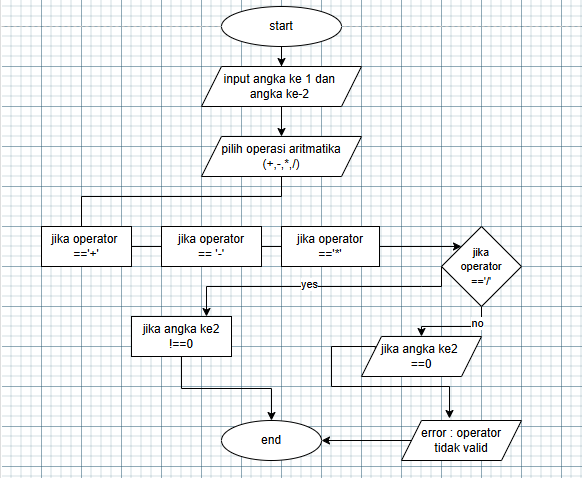 start
input angka ke 1 dan
angka ke-2
pilih operasi aritmatika
(+,-,*,/)
jika operator
=='+'
jika operator
== '-'
jika operator
=='*'
jika
operator
=='/'
yes
no
jika angka ke2
!==0
jika angka ke2
==0
end
error : operator
tidak valid